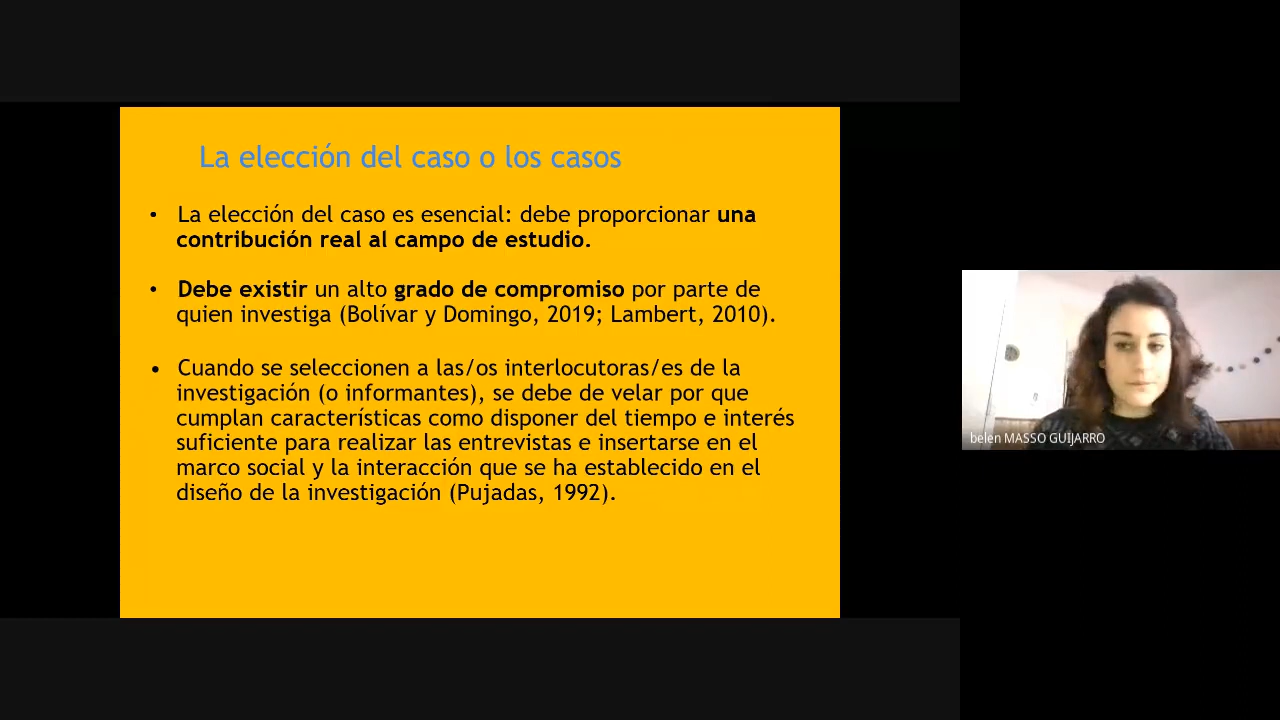 La elección del caso o los casos
• La elección del caso es esencial: debe proporcionar una
contribución real al campo de estudio.
• Debe existir un alto grado de compromiso por parte de
quien investiga (Bolívar y Domingo, 2019; Lambert, 2010).
• Cuando se seleccionen a las/os interlocutoras/es de la
investigación (o informantes), se debe de velar por que
cumplan características como disponer del tiempo e interés
suficiente para realizar las entrevistas e insertarse en el
marco social y la interacción que se ha establecido en el
diseño de la investigación (Pujadas, 1992).
belen MASSO GUIJARRO